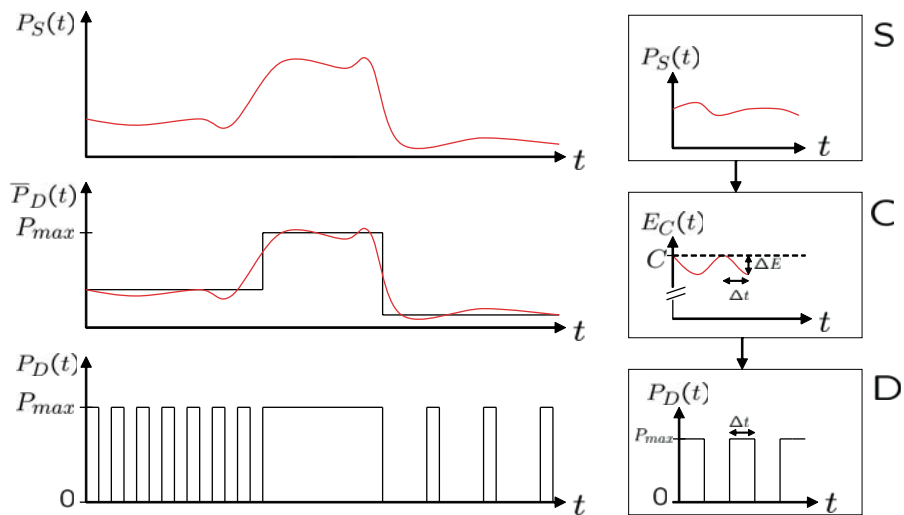 P_S(t)
t
P̅_D(t)
P_max
t
P_D(t)
P_max
0
t
S
P_S(t)
t
C
E_C(t)
C
ΔE
Δt
t
D
P_D(t)
P_max
Δt
0
t